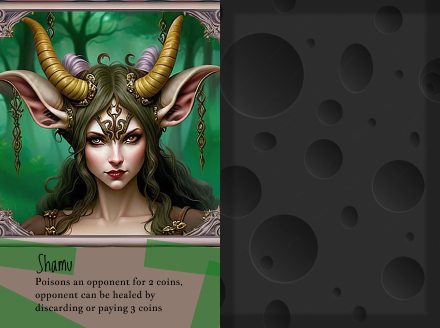 Shamu
Poisons an opponent for 2 coins,
opponent can be healed by
discarding or paying 3 coins